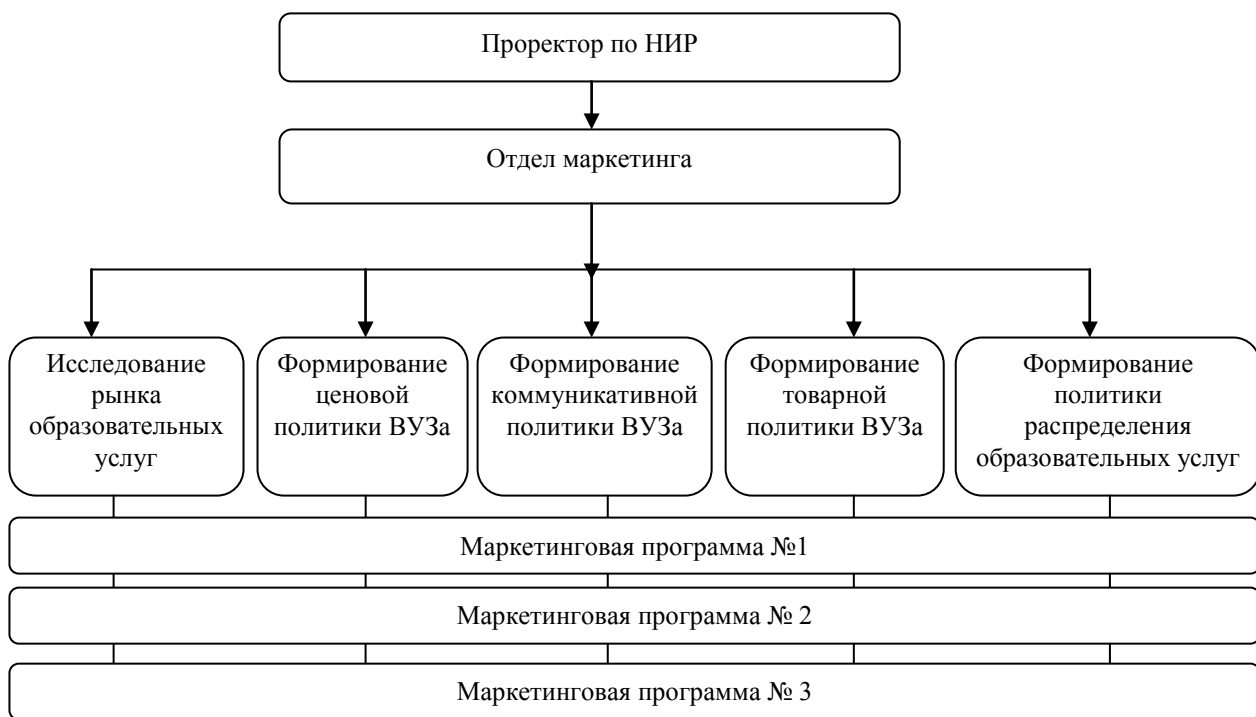 Проректор по НИР
Отдел маркетинга
Исследование
рынка
образовательных
услуг
Формирование
ценовой
политики ВУЗа
Формирование
коммуникативной
политики ВУЗа
Формирование
товарной
политики ВУЗа
Формирование
политики
распределения
образовательных услуг
Маркетинговая программа №1
Маркетинговая программа № 2
Маркетинговая программа № 3